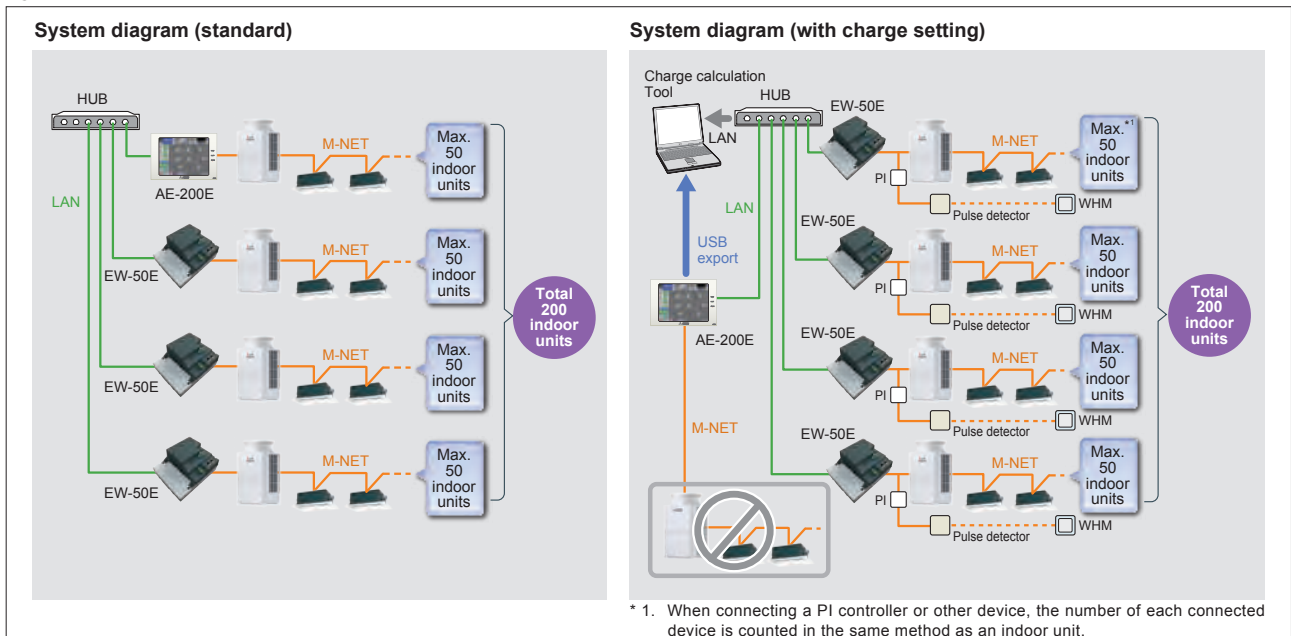 System diagram (standard)
HUB
LAN
AE-200E
M-NET
Max.
50
indoor
units
EW-50E
M-NET
Max.
50
indoor
units
EW-50E
M-NET
Max.
50
indoor
units
EW-50E
M-NET
Max.
50
indoor
units
Total
200
indoor
units
System diagram (with charge setting)
Charge calculation
Tool
HUB
LAN
LAN
USB
export
AE-200E
M-NET
EW-50E
M-NET
PI
Pulse detector
WHM
Max.*1
50
indoor
units
EW-50E
M-NET
PI
Pulse detector
WHM
Max.
50
indoor
units
EW-50E
M-NET
PI
Pulse detector
WHM
Max.
50
indoor
units
EW-50E
M-NET
PI
Pulse detector
WHM
Max.
50
indoor
units
Total
200
indoor
units
* 1. When connecting a PI controller or other device, the number of each connected
device is counted in the same method as an indoor unit.